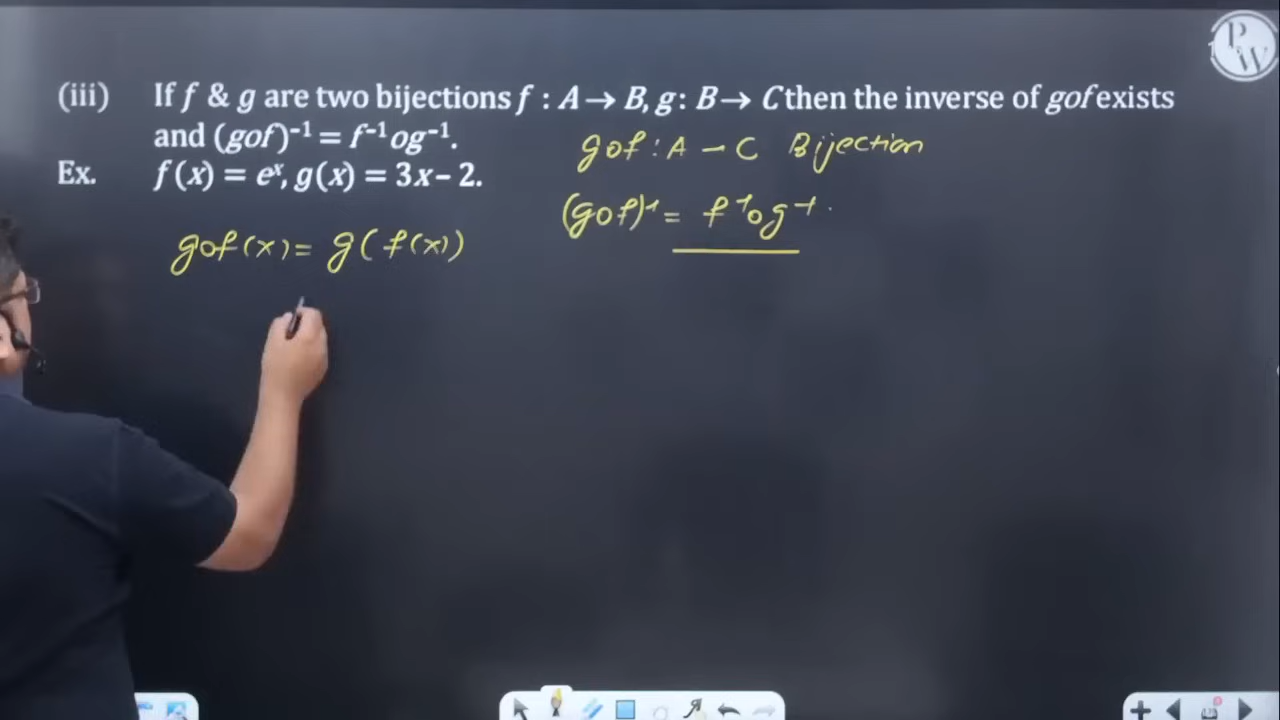 PW
(iii) If f & g are two bijections f : A → B, g: B → C then the inverse of gof exists
and (gof)⁻¹ = f⁻¹og⁻¹.
gof : A – C Bijection
Ex. f(x) = eˣ, g(x) = 3x – 2.
(gof)⁻¹ = f⁻¹og⁻¹.
gof(x) = g(f(x))